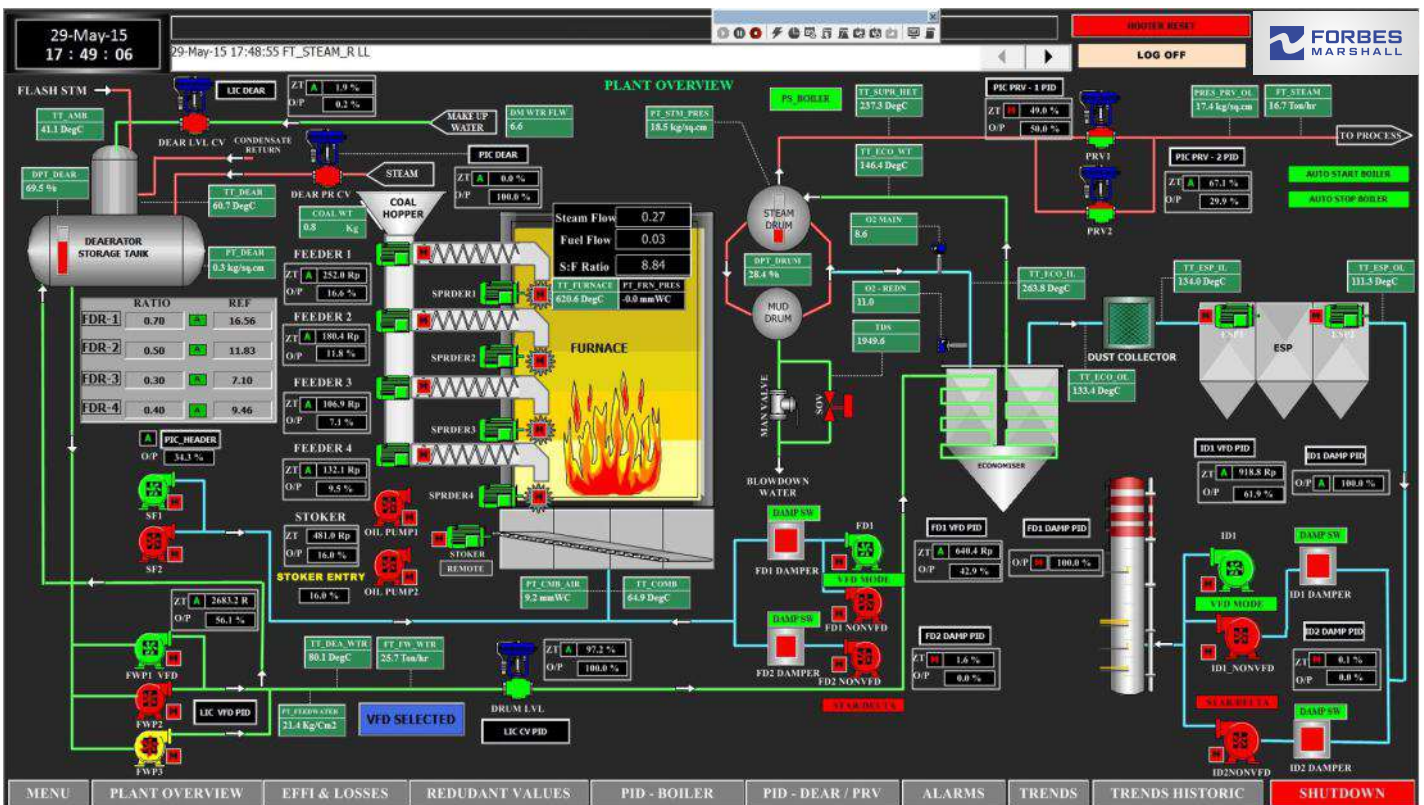 29-May-15
17 : 49 : 06
29-May-15 17:48:55 FT_STEAM_R LL
HOOTER RESET
LOG OFF
FORBES
MARSHALL
PLANT OVERVIEW
FLASH STM
TT_AMB
41.1 DegC
LIC DEAR
ZT A 1.9 %
O/P 0.2 %
DEAR LVL CV
MAKE UP
WATER
DM WTR FLW
6.6
CONDENSATE
RETURN
PIC DEAR
ZT A 0.0 %
O/P 100.0 %
DEAR PR CV
STEAM
DPT_DEAR
69.5 %
TT_DEAR
60.7 DegC
DEAERATOR
STORAGE TANK
PT_DEAR
0.3 kg/sq.cm
COAL WT
0.8 Kg
COAL
HOPPER
RATIO REF
FDR-1 0.70 A 16.56
FDR-2 0.50 A 11.83
FDR-3 0.30 A 7.10
FDR-4 0.40 A 9.46
A PIC_HEADER
O/P 34.3 %
SF1
SF2
FEEDER 1
ZT A 252.0 Rp
O/P 16.6 %
FEEDER 2
ZT A 180.4 Rp
O/P 11.8 %
FEEDER 3
ZT A 106.9 Rp
O/P 7.1 %
FEEDER 4
ZT A 132.1 Rp
O/P 9.5 %
STOKER
ZT 481.0 Rp
O/P 16.0 %
STOKER ENTRY
16.0 %
OIL PUMP1
OIL PUMP2
SPRDER1
SPRDER2
SPRDER3
SPRDER4
STOKER
REMOTE
Steam Flow 0.27
Fuel Flow 0.03
S:F Ratio 8.84
TT_FURNACE
620.6 DegC
PT_FRN_PRES
-0.0 mmWC
FURNACE
PT_CMB_AIR
9.2 mmWC
TT_COMB
64.9 DegC
PT_STM_PRES
18.5 kg/sq.cm
PS_BOILER
TT_SUPR_HET
237.3 DegC
TT_ECO_WT
146.4 DegC
STEAM
DRUM
DPT_DRUM
28.4 %
MUD
DRUM
O2 MAIN
8.6
O2 - REDN
11.0
TDS
1949.6
MAN VALVE
SOV
BLOWDOWN
WATER
PIC PRV - 1 PID
ZT M 49.0 %
O/P 50.0 %
PRV1
PRV2
PIC PRV - 2 PID
ZT A 67.1 %
O/P 29.9 %
PRES_PRV_OL
17.4 kg/sq.cm
FT_STEAM
16.7 Ton/hr
TO PROCESS
AUTO START BOILER
AUTO STOP BOILER
TT_ECO_IL
263.8 DegC
ECONOMISER
TT_ECO_OL
133.4 DegC
DUST COLLECTOR
TT_ESP_IL
134.0 DegC
TT_ESP_OL
111.3 DegC
ESP1
ESP
ESP2
DAMP SW
FD1 DAMPER
FD1
VFD MODE
FD1 NONVFD
DAMP SW
FD2 DAMPER
FD2 NONVFD
STAR/DELTA
FD1 VFD PID
ZT A 640.4 Rp
O/P 42.9 %
FD1 DAMP PID
O/P M 100.0 %
FD2 DAMP PID
ZT M 1.6 %
O/P 0.0 %
ID1 VFD PID
ZT A 918.8 Rp
O/P 61.9 %
ID1 DAMP PID
O/P A 100.0 %
ID1
VFD MODE
DAMP SW
ID1 DAMPER
ID1_NONVFD
STAR/DELTA
ID2 DAMP PID
ZT M 0.1 %
O/P 0.0 %
DAMP SW
ID2NONVFD
ID2 DAMPER
ZT A 2683.2 R
O/P 56.1 %
FWP1 VFD
FWP2
FWP3
LIC VFD PID
TT_DEA_WTR
80.1 DegC
FT_FW_WTR
25.7 Ton/hr
PT_FEEDWATER
21.4 Kg/Cm2
VFD SELECTED
ZT A 97.2 %
O/P 100.0 %
DRUM LVL
LIC CV PID
MENU
PLANT OVERVIEW
EFFI & LOSSES
REDUDANT VALUES
PID - BOILER
PID - DEAR / PRV
ALARMS
TRENDS
TRENDS HISTORIC
SHUTDOWN